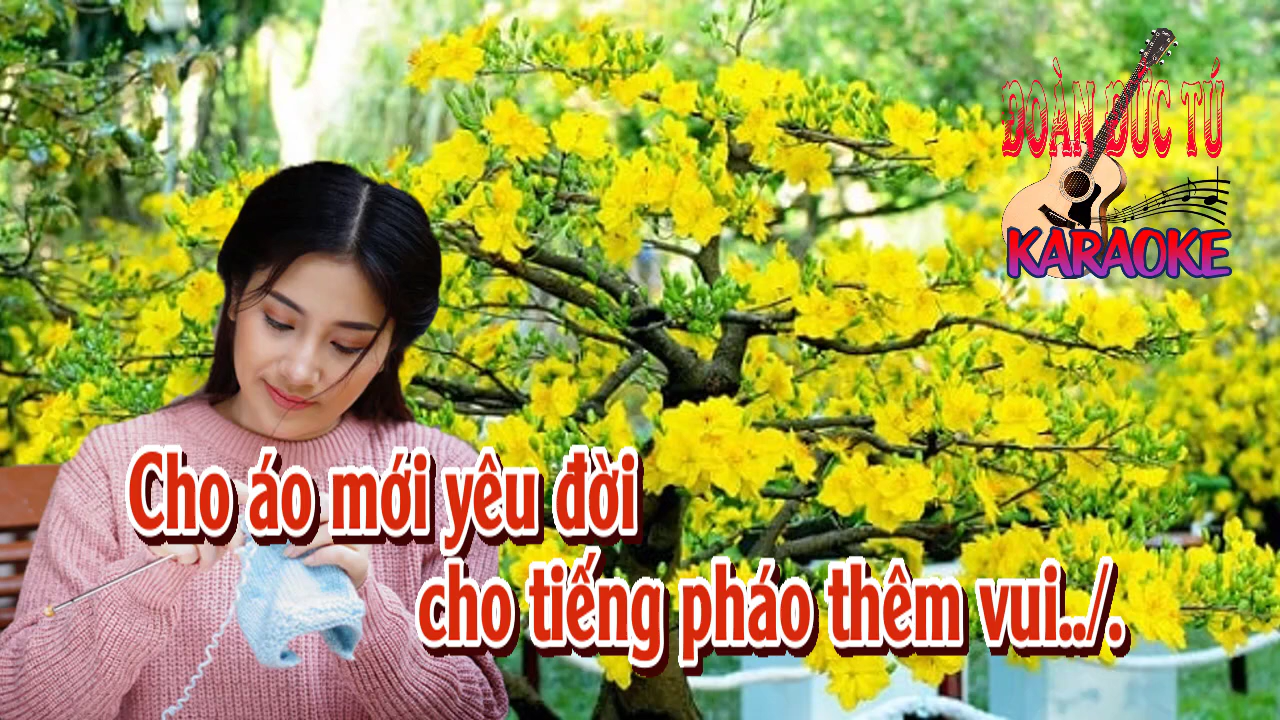 ĐOÀN ĐỨC TÚ
KARAOKE
Cho áo mới yêu đời
cho tiếng pháo thêm vui../.